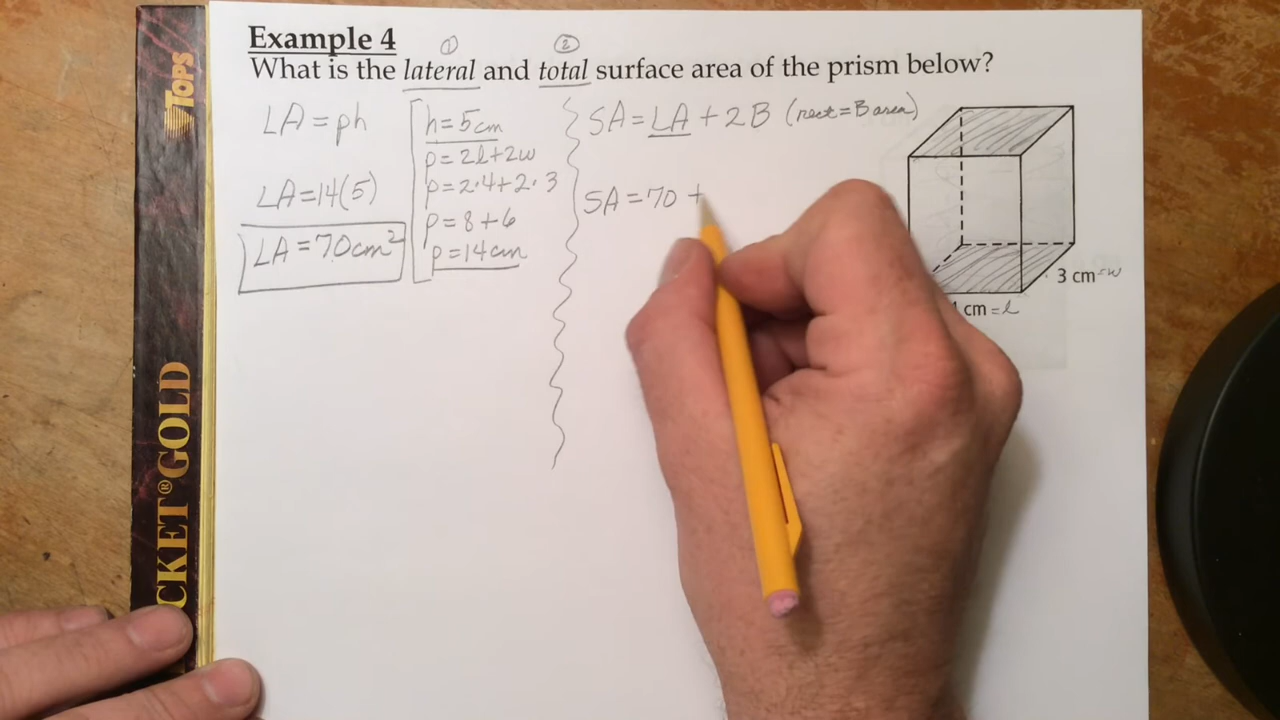 Example 4
① ②
What is the lateral and total surface area of the prism below?
LA = ph
LA = 14(5)
LA = 70cm²
h = 5cm
p = 2l + 2w
p = 2·4 + 2·3
p = 8 + 6
p = 14cm
SA = LA + 2B (rect = B area)
SA = 70 +
3 cm = w
cm = l
TOPS
CKET® GOLD